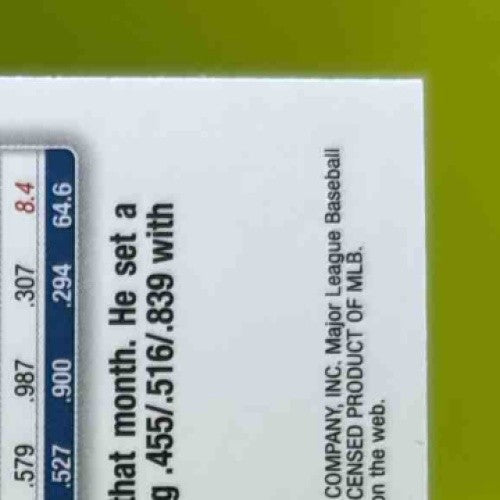 .579 .987 .307 8.4
.527 .900 .294 64.6
that month. He set a
.455/.516/.839 with
COMPANY, INC. Major League Baseball
CENSED PRODUCT OF MLB.
on the web.